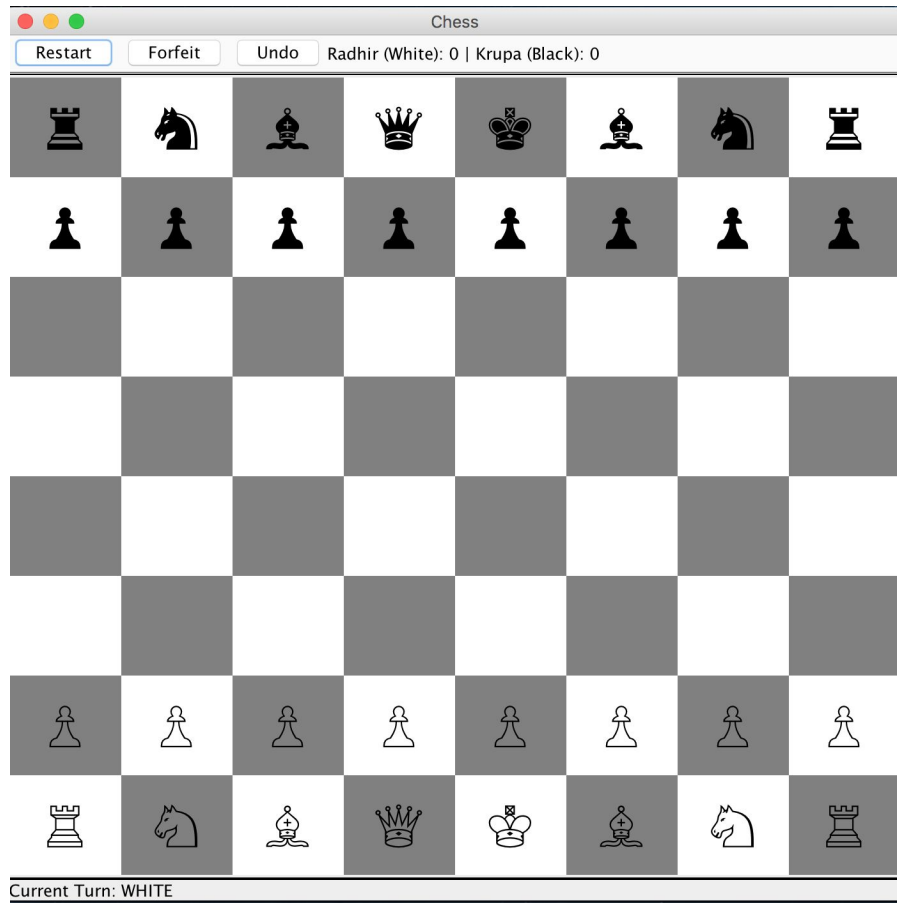 Chess
Restart Forfeit Undo Radhir (White): 0 | Krupa (Black): 0
Current Turn: WHITE